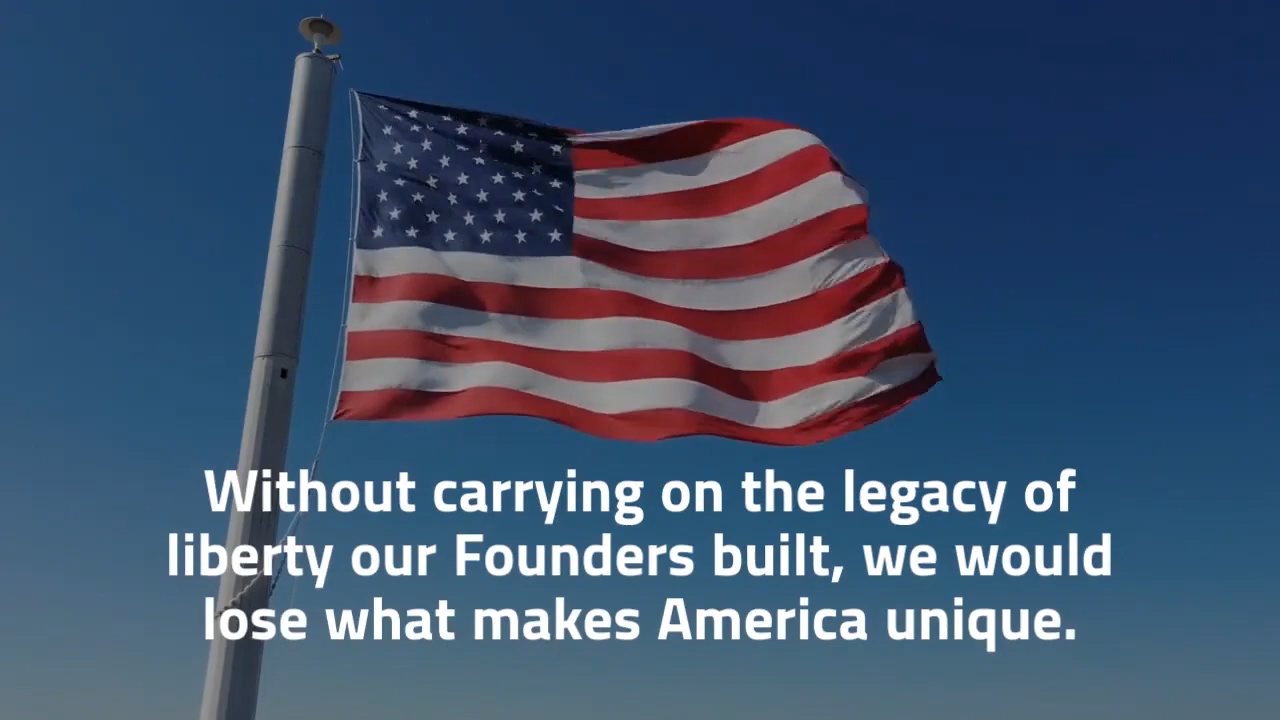 Without carrying on the legacy of
liberty our Founders built, we would
lose what makes America unique.